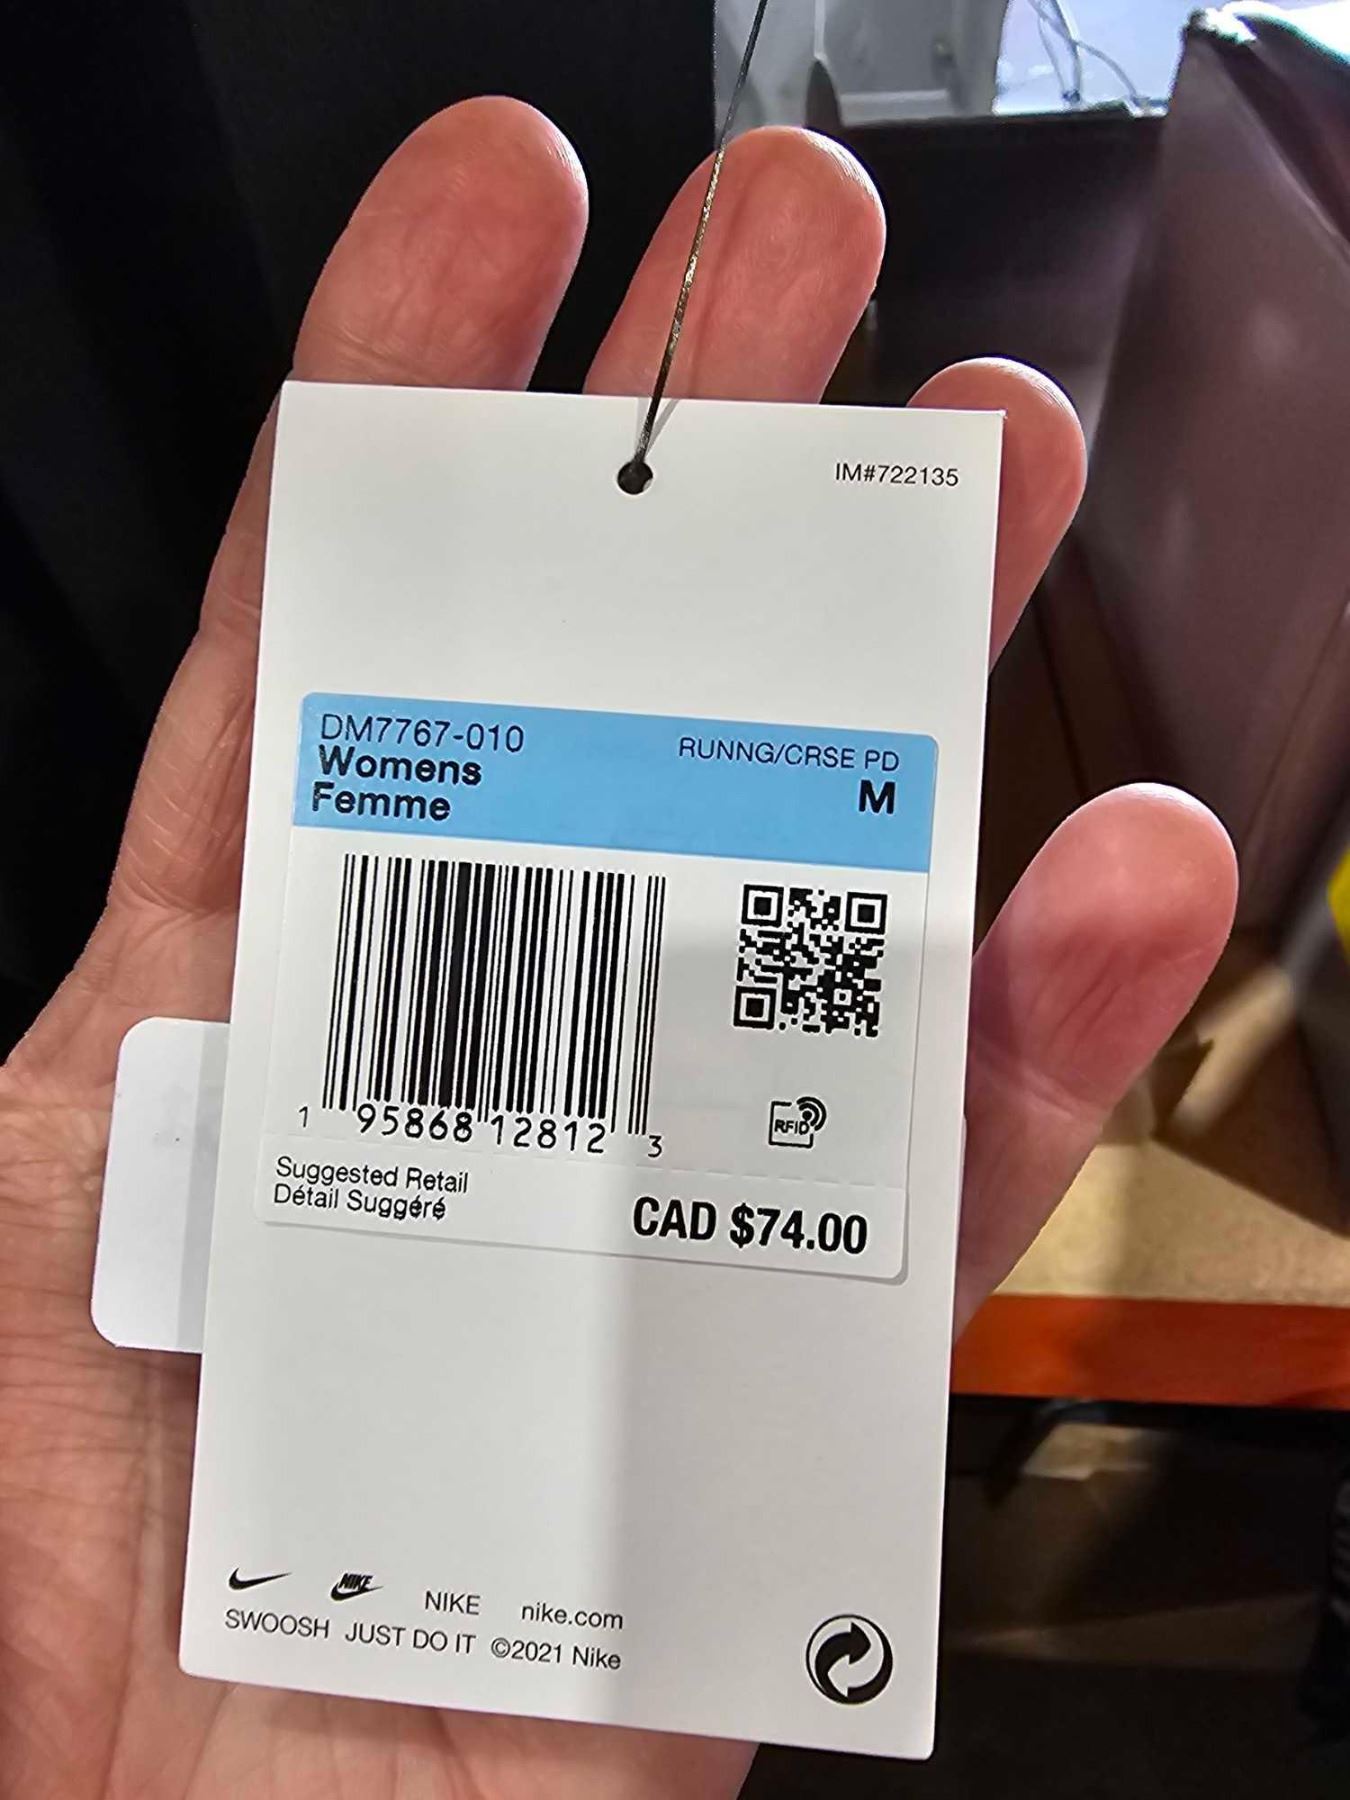 IM#722135
DM7767-010
RUNNG/CRSE PD
Womens
Femme
M
1 95868 12812 3
RFID
Suggested Retail
Détail Suggéré
CAD $74.00
NIKE NIKE nike.com
SWOOSH JUST DO IT ©2021 Nike